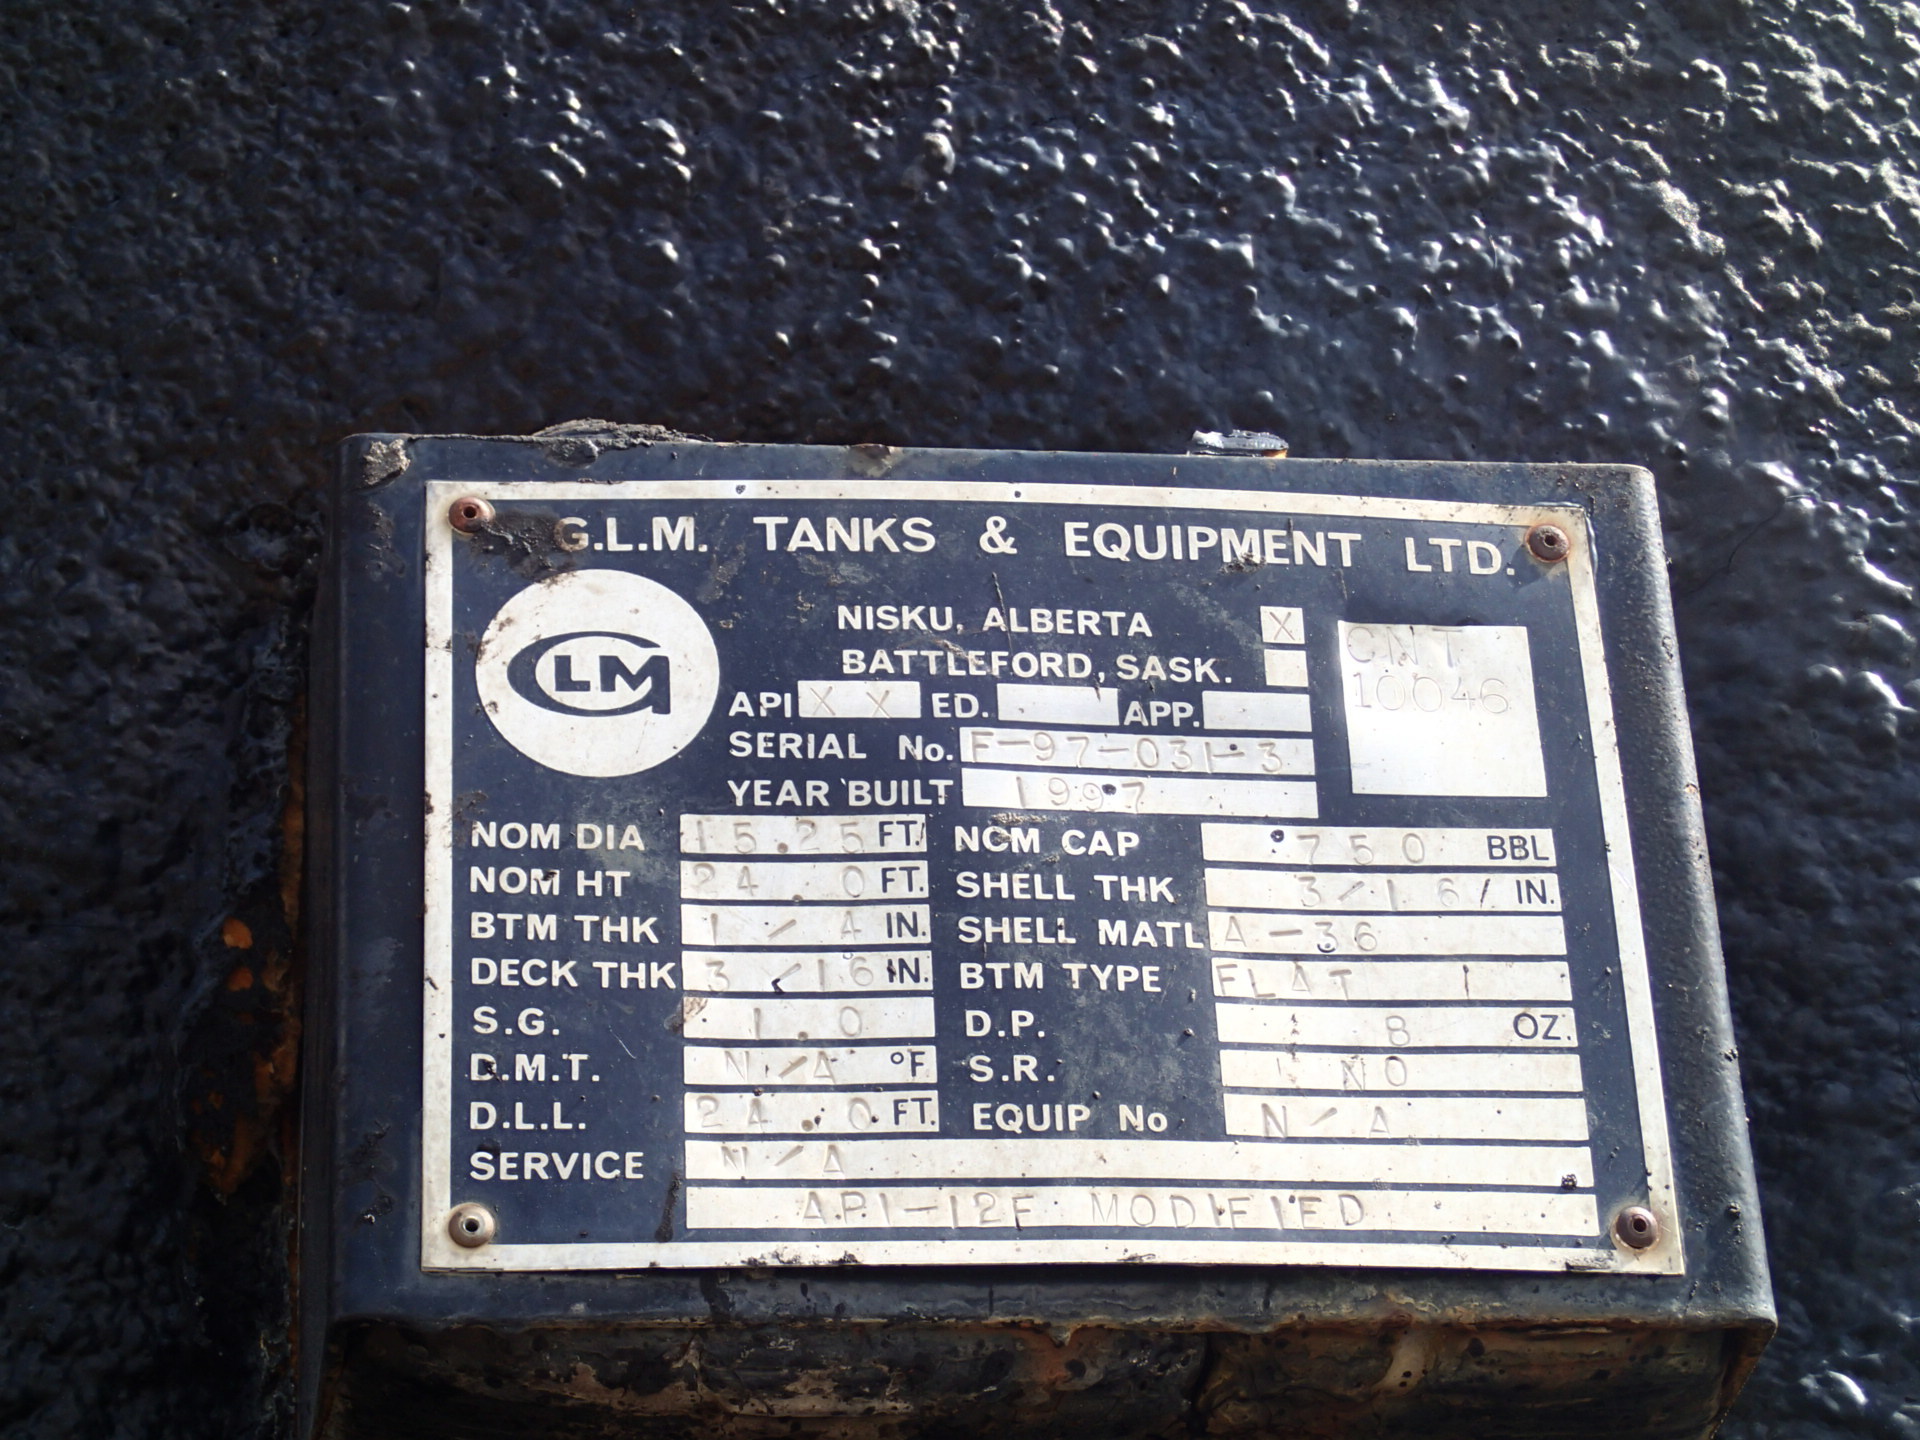 G.L.M. TANKS & EQUIPMENT LTD.
GLM
NISKU, ALBERTA X
BATTLEFORD, SASK.
CNT
10046
API X X ED. APP.
SERIAL No. F-97-031-3
YEAR BUILT 1997
NOM DIA 15.25 FT. NOM CAP 750 BBL
NOM HT 24.0 FT. SHELL THK 3/16 IN.
BTM THK 1/4 IN. SHELL MATL A-36
DECK THK 3/16 IN. BTM TYPE FLAT
S.G. 1.0 D.P. 8 OZ.
D.M.T. N/A °F S.R. NO
D.L.L. 24.0 FT. EQUIP No N/A
SERVICE N/A
API-12F MODIFIED